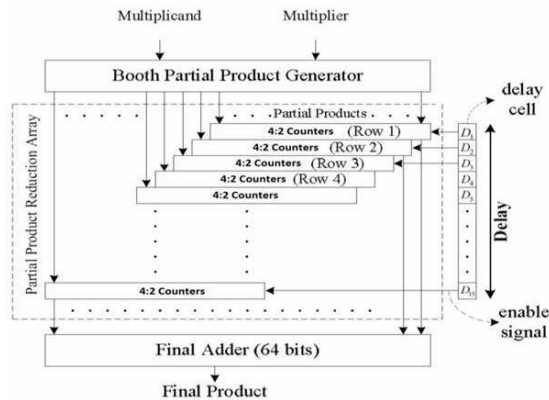 Multiplicand
Multiplier
Booth Partial Product Generator
delay cell
Partial Product Reduction Array
Partial Products
4:2 Counters (Row 1)
D1
4:2 Counters (Row 2)
D2
4:2 Counters (Row 3)
D3
4:2 Counters (Row 4)
D4
4:2 Counters
D5
Delay
4:2 Counters
D15
enable signal
Final Adder (64 bits)
Final Product